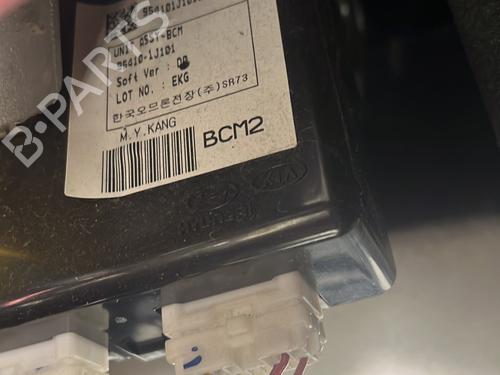 UNIT ASSY-BCM
95410-1J101
Soft Ver :
LOT NO. : EKG
한국오므론전장(주)SR73
M.Y.KANG
BCM2
KIA
B-PARTS